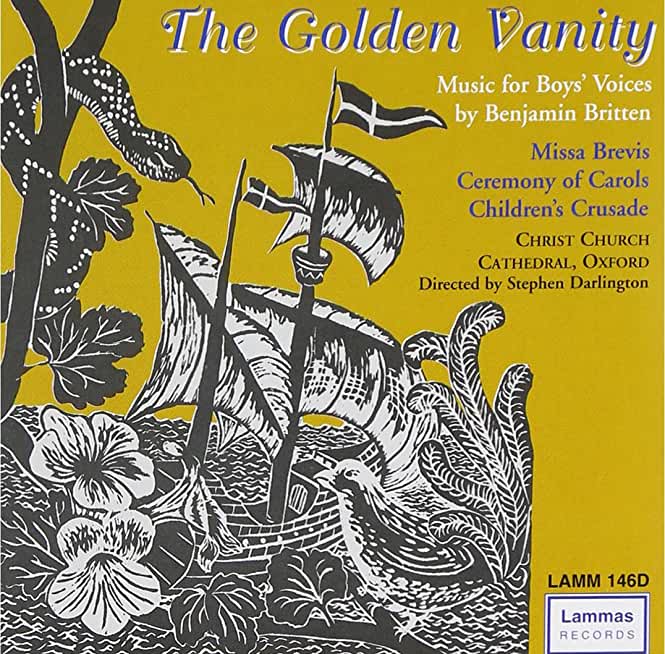 The Golden Vanity
Music for Boys' Voices
by Benjamin Britten
Missa Brevis
Ceremony of Carols
Children's Crusade
CHRIST CHURCH
CATHEDRAL, OXFORD
Directed by Stephen Darlington
LAMM 146D
Lammas
RECORDS